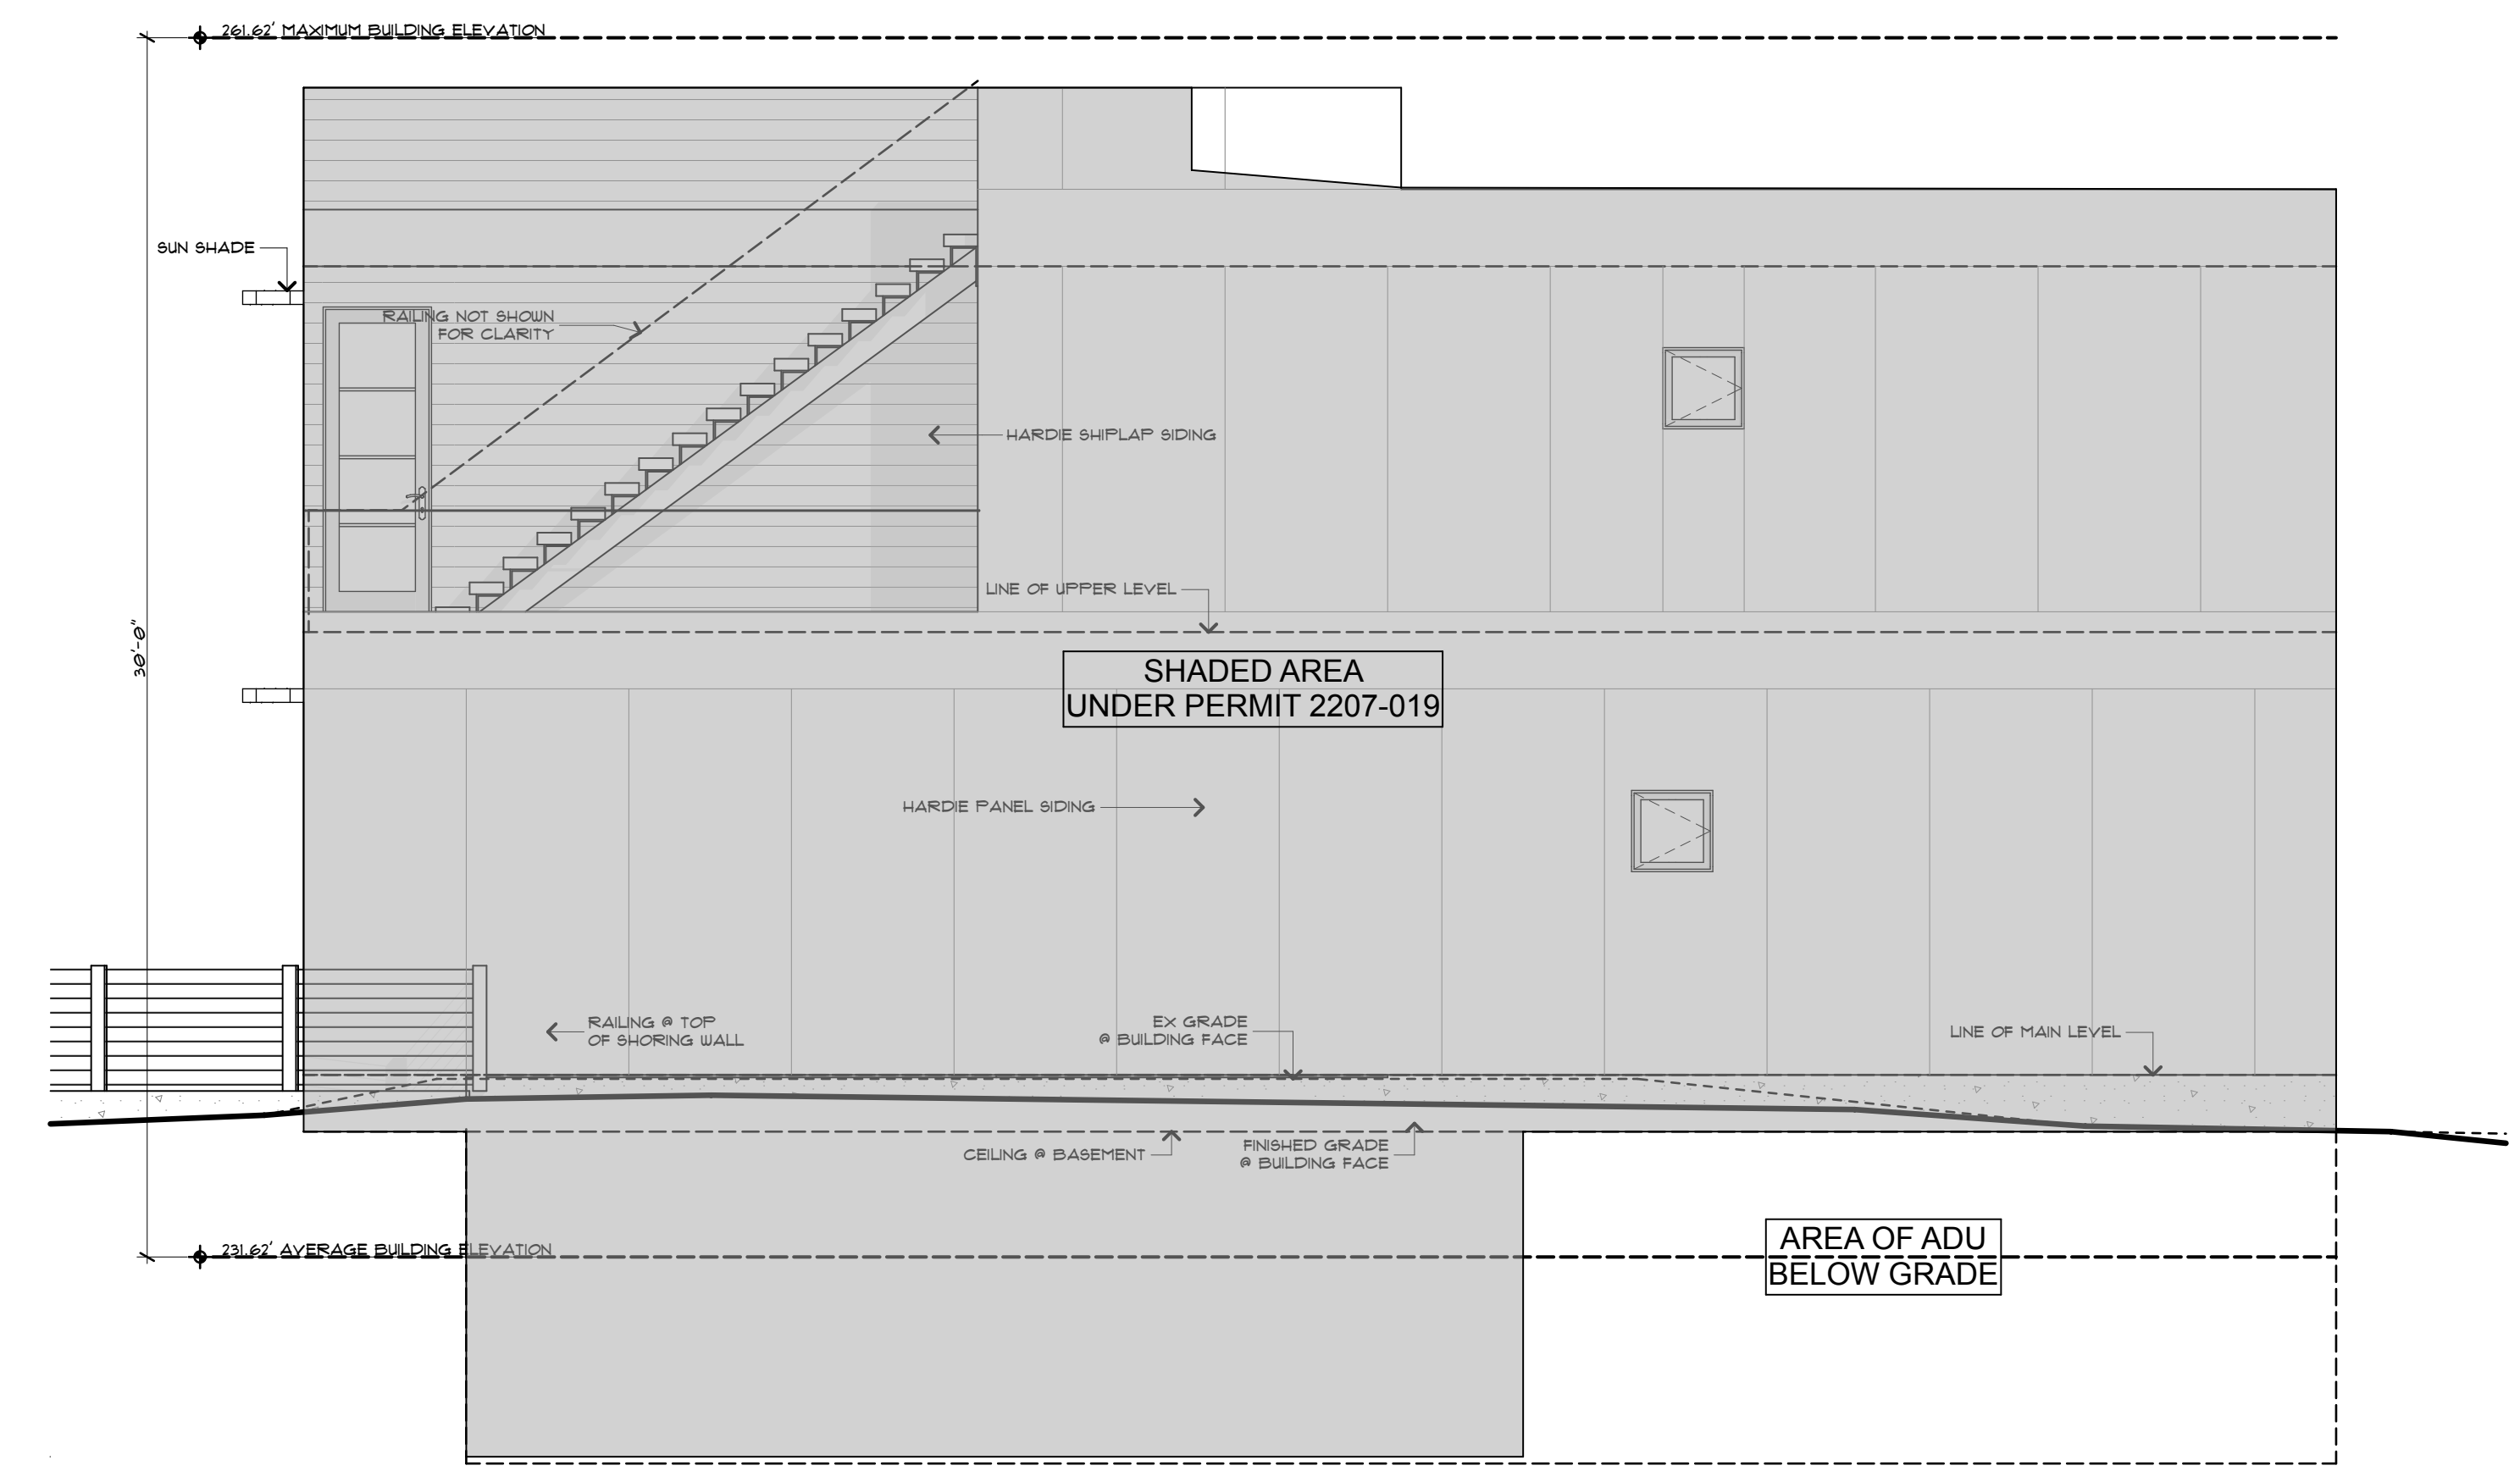 261.62' MAXIMUM BUILDING ELEVATION
SUN SHADE
RAILING NOT SHOWN
FOR CLARITY
HARDIE SHIPLAP SIDING
LINE OF UPPER LEVEL
30'-0"
SHADED AREA
UNDER PERMIT 2207-019
HARDIE PANEL SIDING
RAILING @ TOP
OF SHORING WALL
EX GRADE
@ BUILDING FACE
LINE OF MAIN LEVEL
CEILING @ BASEMENT
FINISHED GRADE
@ BUILDING FACE
231.62' AVERAGE BUILDING ELEVATION
AREA OF ADU
BELOW GRADE